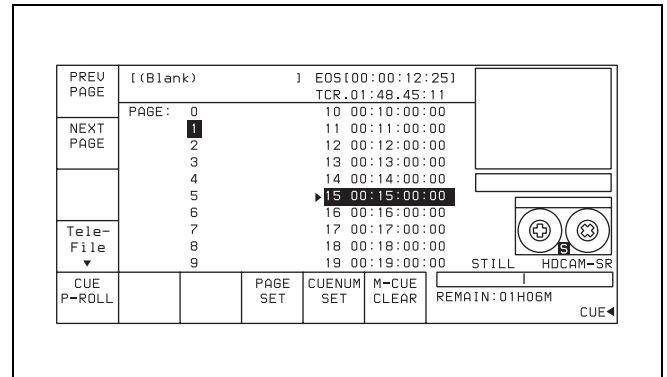 PREV PAGE
[(Blank) ] EOS[00:00:12:25]
TCR.01:48.45:11
NEXT PAGE
PAGE: 0 10 00:10:00:00
1 11 00:11:00:00
2 12 00:12:00:00
3 13 00:13:00:00
4 14 00:14:00:00
5 ▶15 00:15:00:00
6 16 00:16:00:00
7 17 00:17:00:00
8 18 00:18:00:00
9 19 00:19:00:00
Tele-File
▼
S
STILL HDCAM-SR
CUE P-ROLL
PAGE SET
CUENUM SET
M-CUE CLEAR
REMAIN:01H06M
CUE◀